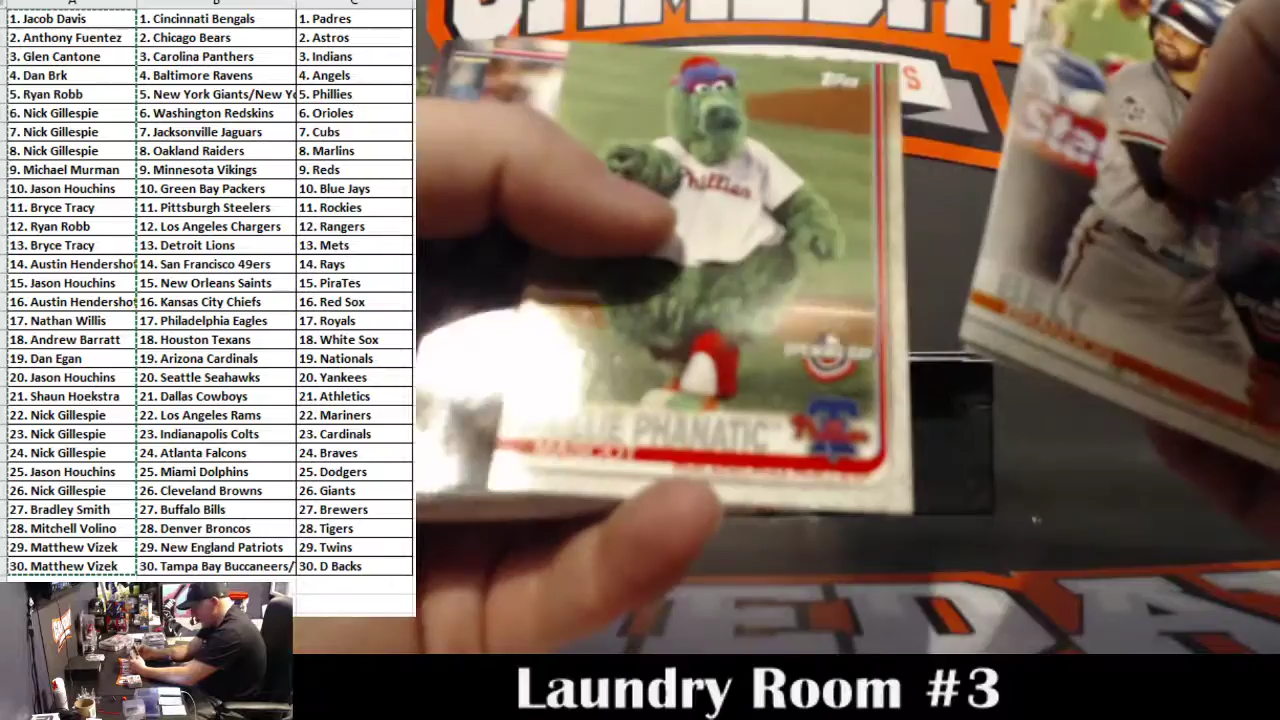 1. Jacob Davis 1. Cincinnati Bengals 1. Padres
2. Anthony Fuentez 2. Chicago Bears 2. Astros
3. Glen Cantone 3. Carolina Panthers 3. Indians
4. Dan Brk 4. Baltimore Ravens 4. Angels
5. Ryan Robb 5. New York Giants/New Yo 5. Phillies
6. Nick Gillespie 6. Washington Redskins 6. Orioles
7. Nick Gillespie 7. Jacksonville Jaguars 7. Cubs
8. Nick Gillespie 8. Oakland Raiders 8. Marlins
9. Michael Murman 9. Minnesota Vikings 9. Reds
10. Jason Houchins 10. Green Bay Packers 10. Blue Jays
11. Bryce Tracy 11. Pittsburgh Steelers 11. Rockies
12. Ryan Robb 12. Los Angeles Chargers 12. Rangers
13. Bryce Tracy 13. Detroit Lions 13. Mets
14. Austin Hendersho 14. San Francisco 49ers 14. Rays
15. Jason Houchins 15. New Orleans Saints 15. PiraTes
16. Austin Hendersho 16. Kansas City Chiefs 16. Red Sox
17. Nathan Willis 17. Philadelphia Eagles 17. Royals
18. Andrew Barratt 18. Houston Texans 18. White Sox
19. Dan Egan 19. Arizona Cardinals 19. Nationals
20. Jason Houchins 20. Seattle Seahawks 20. Yankees
21. Shaun Hoekstra 21. Dallas Cowboys 21. Athletics
22. Nick Gillespie 22. Los Angeles Rams 22. Mariners
23. Nick Gillespie 23. Indianapolis Colts 23. Cardinals
24. Nick Gillespie 24. Atlanta Falcons 24. Braves
25. Jason Houchins 25. Miami Dolphins 25. Dodgers
26. Nick Gillespie 26. Cleveland Browns 26. Giants
27. Bradley Smith 27. Buffalo Bills 27. Brewers
28. Mitchell Volino 28. Denver Broncos 28. Tigers
29. Matthew Vizek 29. New England Patriots 29. Twins
30. Matthew Vizek 30. Tampa Bay Buccaneers/ 30. D Backs
Topps
Phillies
PHANATIC
MASCOT
Laundry Room #3